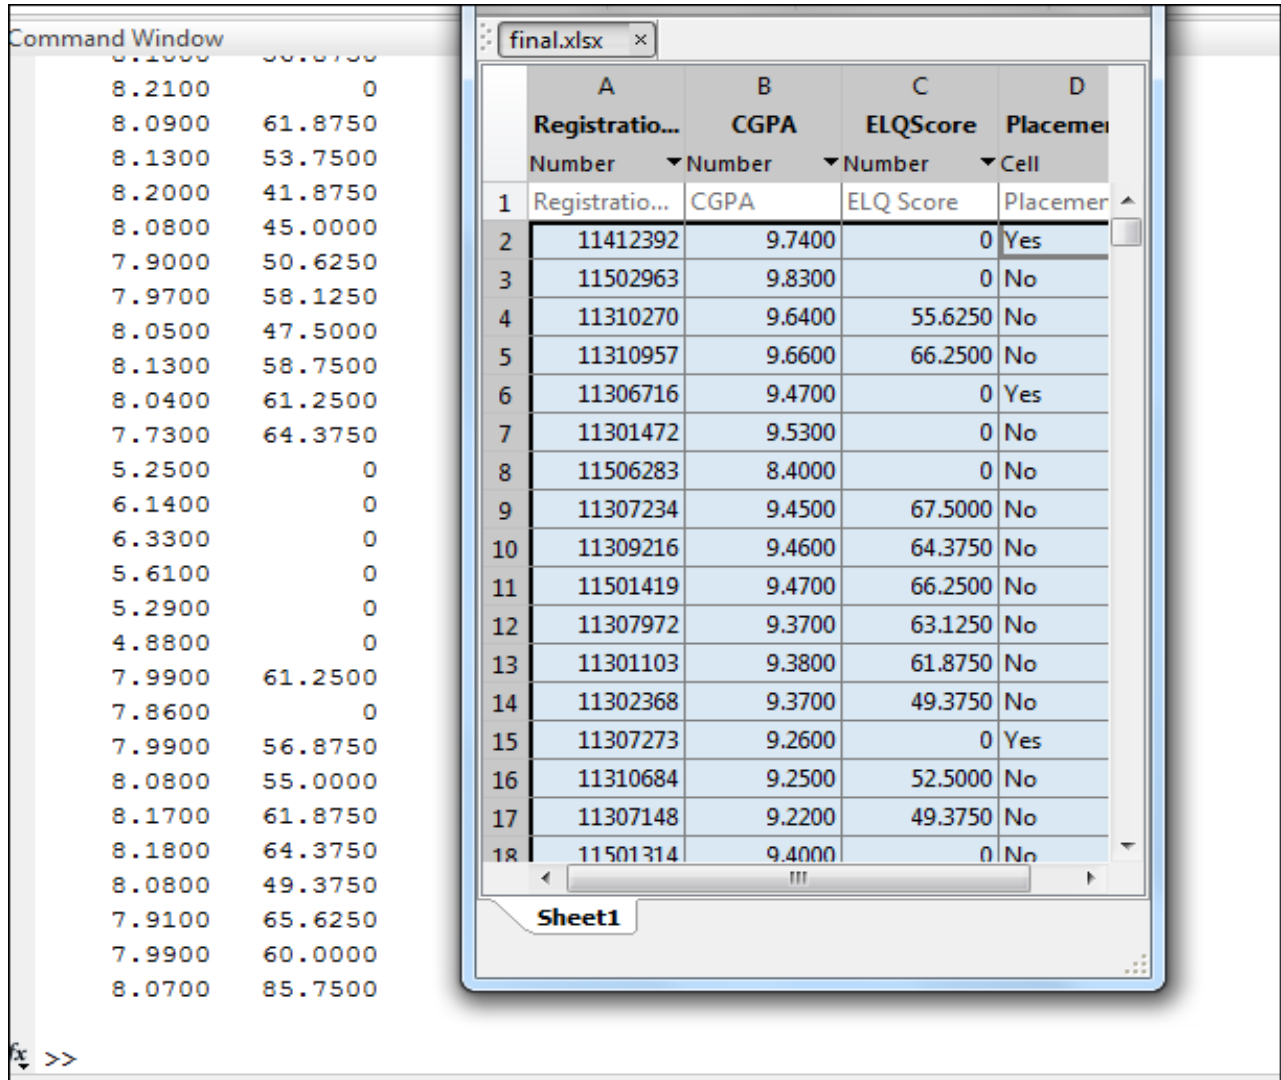 Command Window
8.2100 0
8.0900 61.8750
8.1300 53.7500
8.2000 41.8750
8.0800 45.0000
7.9000 50.6250
7.9700 58.1250
8.0500 47.5000
8.1300 58.7500
8.0400 61.2500
7.7300 64.3750
5.2500 0
6.1400 0
6.3300 0
5.6100 0
5.2900 0
4.8800 0
7.9900 61.2500
7.8600 0
7.9900 56.8750
8.0800 55.0000
8.1700 61.8750
8.1800 64.3750
8.0800 49.3750
7.9100 65.6250
7.9900 60.0000
8.0700 85.7500
fx >>
final.xlsx ×
A B C D
Registratio... CGPA ELQScore Placemen
Number Number Number Cell
1 Registratio... CGPA ELQ Score Placemen
2 11412392 9.7400 0 Yes
3 11502963 9.8300 0 No
4 11310270 9.6400 55.6250 No
5 11310957 9.6600 66.2500 No
6 11306716 9.4700 0 Yes
7 11301472 9.5300 0 No
8 11506283 8.4000 0 No
9 11307234 9.4500 67.5000 No
10 11309216 9.4600 64.3750 No
11 11501419 9.4700 66.2500 No
12 11307972 9.3700 63.1250 No
13 11301103 9.3800 61.8750 No
14 11302368 9.3700 49.3750 No
15 11307273 9.2600 0 Yes
16 11310684 9.2500 52.5000 No
17 11307148 9.2200 49.3750 No
18 11501314 9.4000 0 No
Sheet1